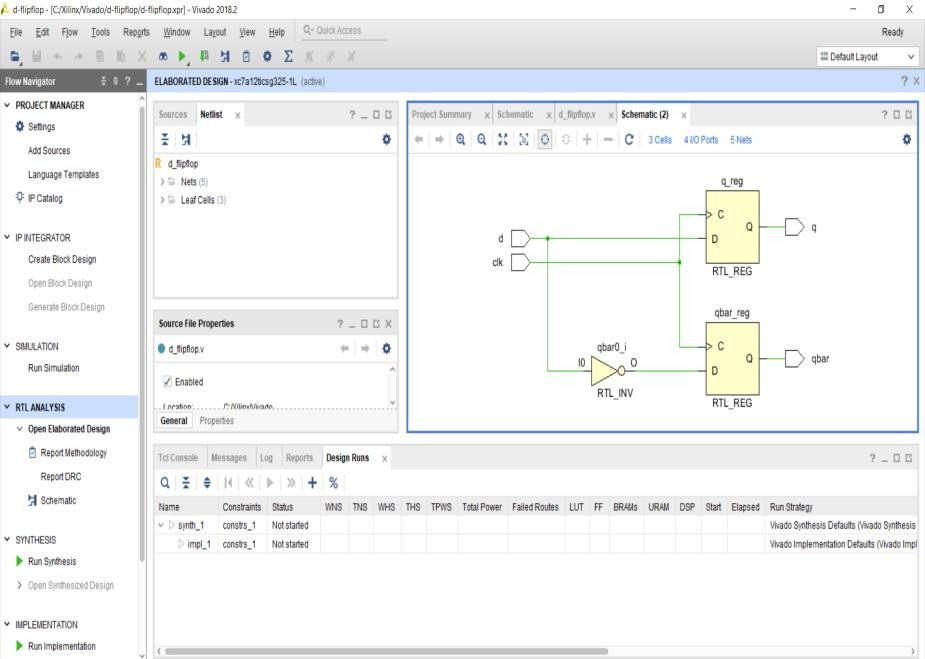 d-flipflop - [C:/Xilinx/Vivado/d-flipflop/d-flipflop.xpr] - Vivado 2018.2
File Edit Flow Tools Reports Window Layout View Help Quick Access Ready
Default Layout
Flow Navigator
ELABORATED DESIGN - xc7a12ticsg325-1L (active)
PROJECT MANAGER
Settings
Add Sources
Language Templates
IP Catalog
IP INTEGRATOR
Create Block Design
Open Block Design
Generate Block Design
SIMULATION
Run Simulation
RTL ANALYSIS
Open Elaborated Design
Report Methodology
Report DRC
Schematic
SYNTHESIS
Run Synthesis
Open Synthesized Design
IMPLEMENTATION
Run Implementation
Sources Netlist
R d_flipflop
Nets (5)
Leaf Cells (3)
Source File Properties
d_flipflop.v
Enabled
Location: C:/Xilinx/Vivado
General Properties
Project Summary Schematic d_flipflop.v Schematic (2)
3 Cells 4 I/O Ports 5 Nets
q_reg
C
d
D
Q
q
clk
RTL_REG
qbar_reg
qbar0_i
C
I0
O
D
Q
qbar
RTL_INV
RTL_REG
Tcl Console Messages Log Reports Design Runs
Name Constraints Status WNS TNS WHS THS TPWS Total Power Failed Routes LUT FF BRAMs URAM DSP Start Elapsed Run Strategy
synth_1 constrs_1 Not started Vivado Synthesis Defaults (Vivado Synthesis
impl_1 constrs_1 Not started Vivado Implementation Defaults (Vivado Impl